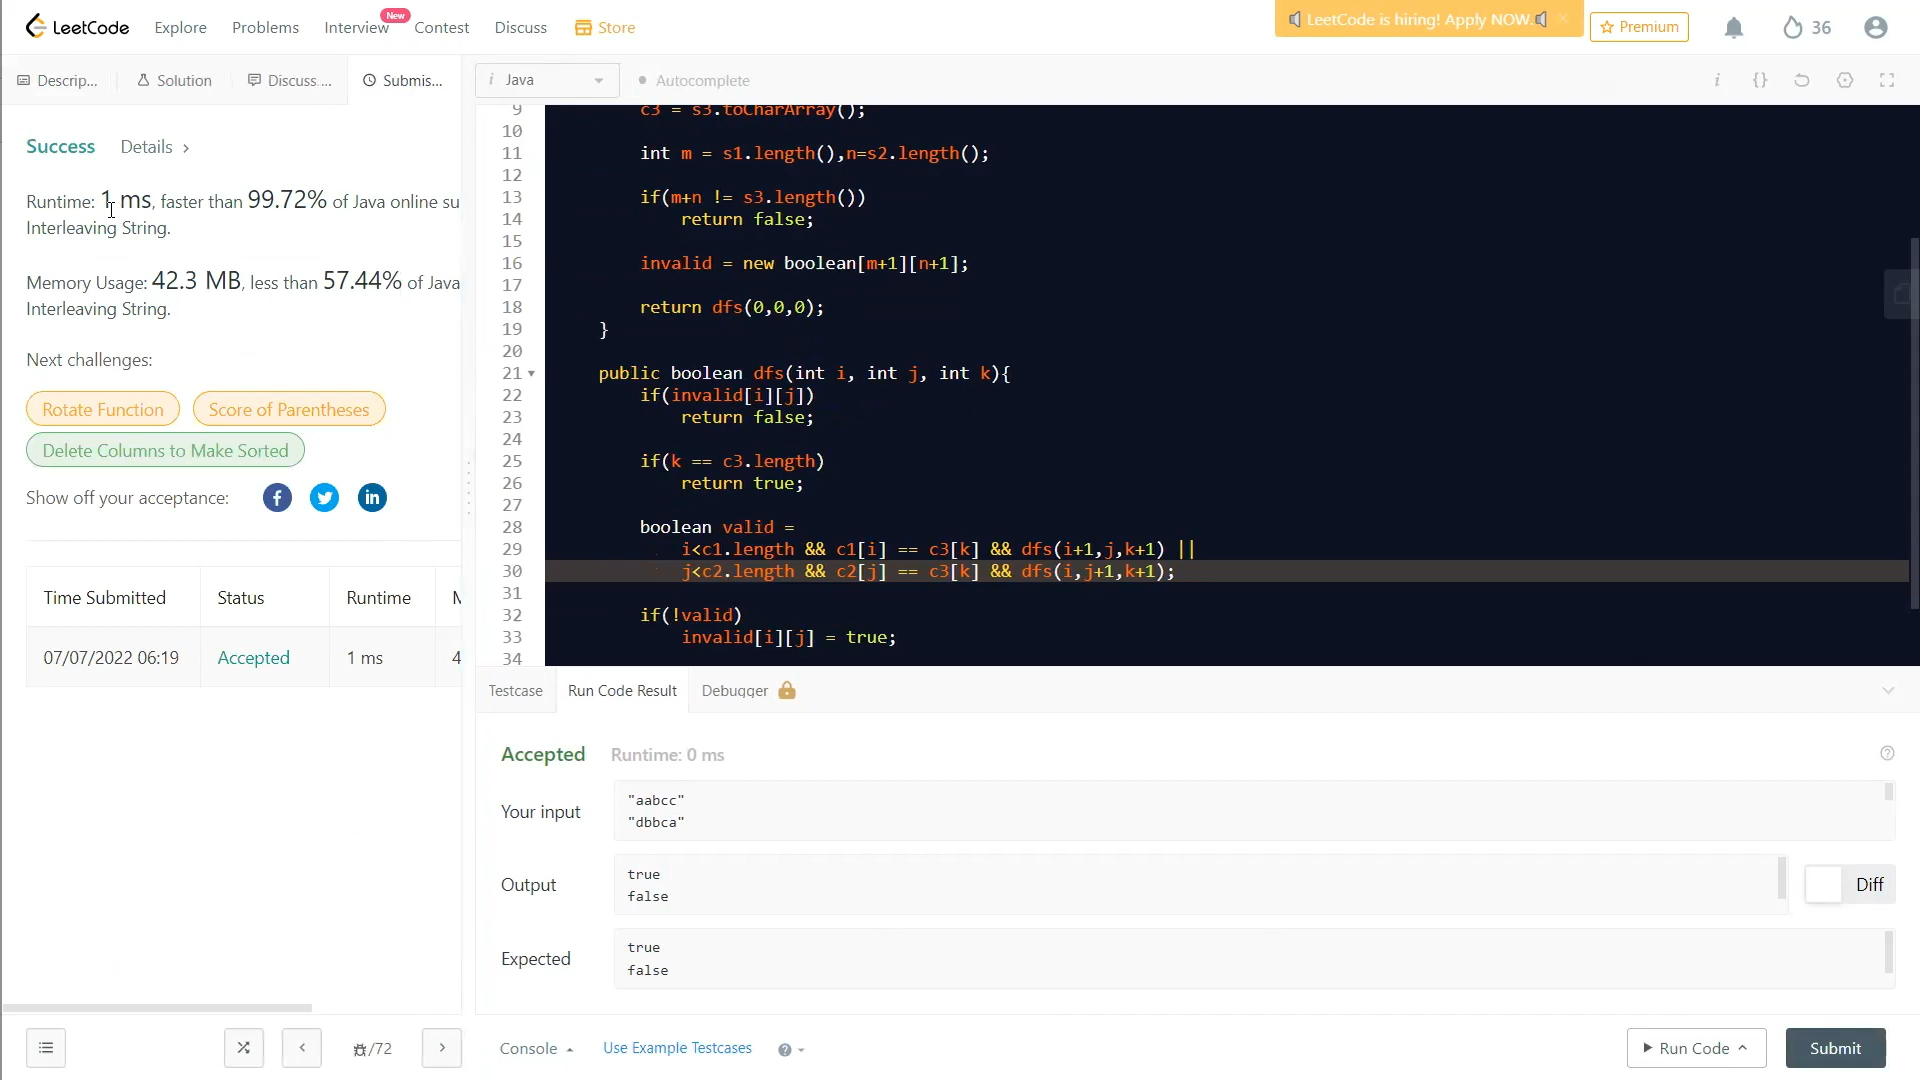 LeetCode Explore Problems Interview New Contest Discuss Store LeetCode is hiring! Apply NOW. Premium 36
Descrip... Solution Discuss .... Submis... i Java Autocomplete
Success Details >
Runtime: 1 ms, faster than 99.72% of Java online su
Interleaving String.
Memory Usage: 42.3 MB, less than 57.44% of Java
Interleaving String.
Next challenges:
Rotate Function Score of Parentheses
Delete Columns to Make Sorted
Show off your acceptance:
Time Submitted Status Runtime M
07/07/2022 06:19 Accepted 1 ms 4
9 c3 = s3.toCharArray();
10
11 int m = s1.length(),n=s2.length();
12
13 if(m+n != s3.length())
14 return false;
15
16 invalid = new boolean[m+1][n+1];
17
18 return dfs(0,0,0);
19 }
20
21 public boolean dfs(int i, int j, int k){
22 if(invalid[i][j])
23 return false;
24
25 if(k == c3.length)
26 return true;
27
28 boolean valid =
29 i<c1.length && c1[i] == c3[k] && dfs(i+1,j,k+1) ||
30 j<c2.length && c2[j] == c3[k] && dfs(i,j+1,k+1);
31
32 if(!valid)
33 invalid[i][j] = true;
34
Testcase Run Code Result Debugger
Accepted Runtime: 0 ms
Your input
"aabcc"
"dbbca"
Output
true
false
Diff
Expected
true
false
/72 Console Use Example Testcases Run Code Submit